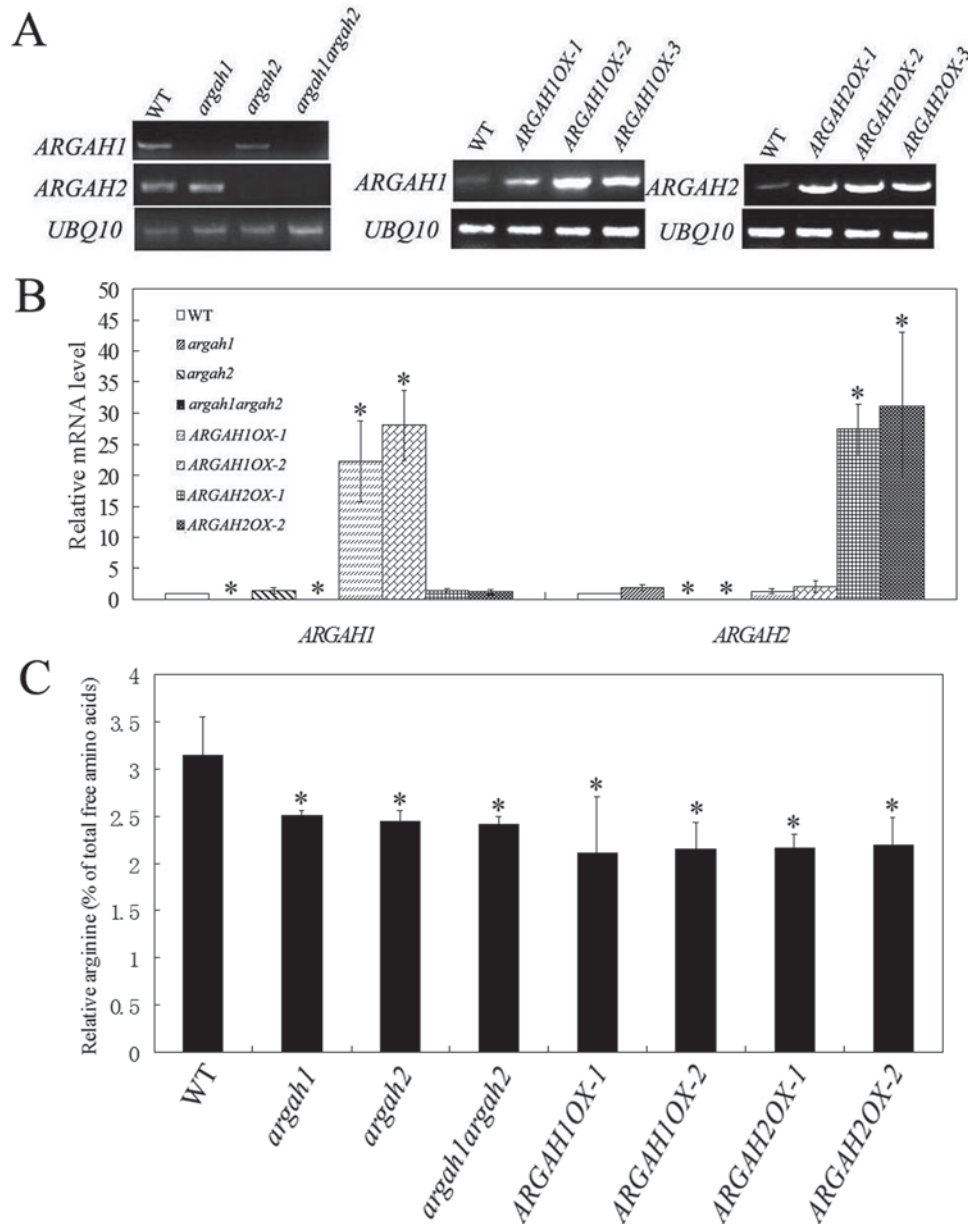 A
WT argah1 argah2 argah1argah2
ARGAH1
ARGAH2
UBQ10
WT ARGAH1OX-1 ARGAH1OX-2 ARGAH1OX-3
ARGAH1
UBQ10
WT ARGAH2OX-1 ARGAH2OX-2 ARGAH2OX-3
ARGAH2
UBQ10
B
Relative mRNA level
50
45
40
35
30
25
20
15
10
5
0
WT
argah1
argah2
argah1argah2
ARGAH1OX-1
ARGAH1OX-2
ARGAH2OX-1
ARGAH2OX-2
* * * * * * * *
ARGAH1 ARGAH2
C
Relative arginine (% of total free amino acids)
4
3.5
3
2.5
2
1.5
1
0.5
0
* * * * * * *
WT argah1 argah2 argah1argah2 ARGAH1OX-1 ARGAH1OX-2 ARGAH2OX-1 ARGAH2OX-2